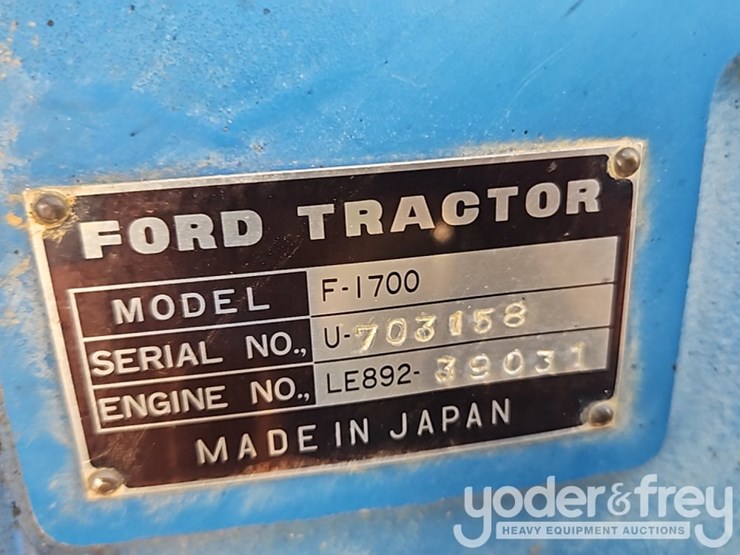 FORD TRACTOR
MODEL F-1700
SERIAL NO., U-703158
ENGINE NO., LE892-39031
MADE IN JAPAN
yoder&frey
HEAVY EQUIPMENT AUCTIONS